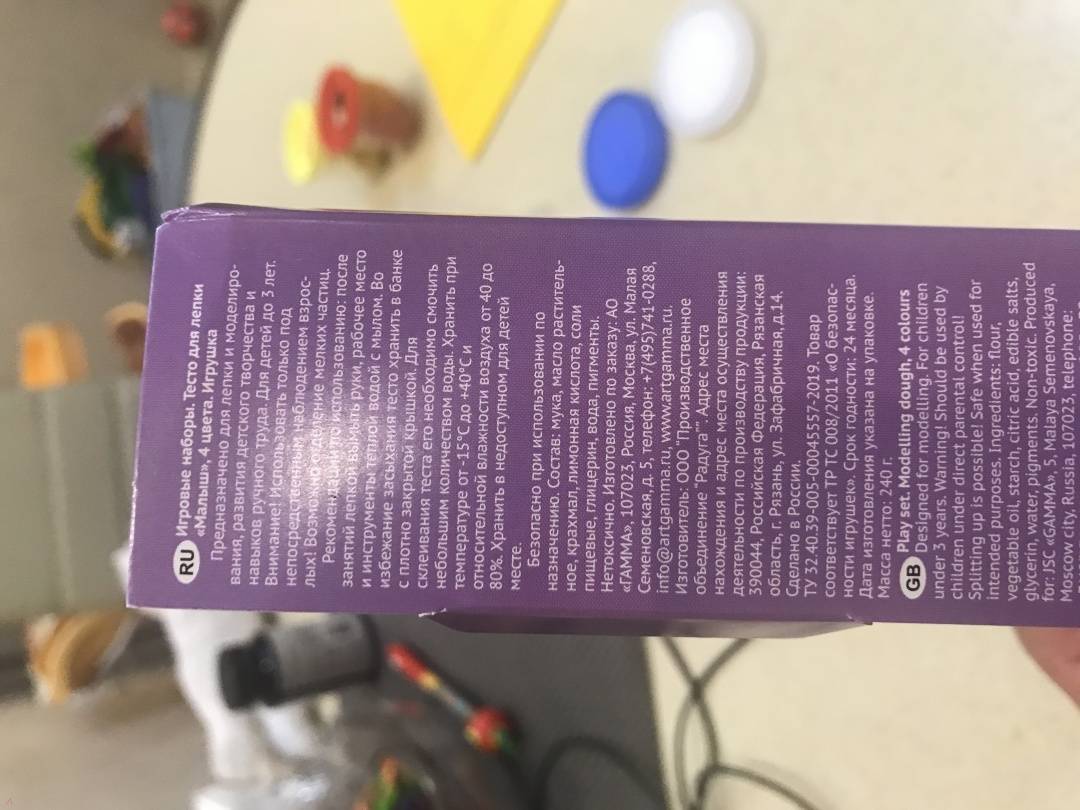 RU Игровые наборы. Тесто для лепки
«Малыш», 4 цвета. Игрушка
Предназначено для лепки и моделиро-
вания, развития детского творчества и
навыков ручного труда. Для детей до 3 лет.
Внимание! Использовать только под
непосредственным наблюдением взрос-
лых! Возможно отделение мелких частиц.
Рекомендации по использованию: после
занятий лепкой вымыть руки, рабочее место
и инструменты теплой водой с мылом. Во
избежание засыхания тесто хранить в банке
с плотно закрытой крышкой. Для
склеивания теста его необходимо смочить
небольшим количеством воды. Хранить при
температуре от -15°C до +40°C и
относительной влажности воздуха от 40 до
80%. Хранить в недоступном для детей
месте.
Безопасно при использовании по
назначению. Состав: мука, масло раститель-
ное, крахмал, лимонная кислота, соли
пищевые, глицерин, вода, пигменты.
Нетоксично. Изготовлено по заказу: АО
«ГАММА», 107023, Россия, Москва, ул. Малая
Семеновская, д. 5, телефон: +7(495)741-0288,
info@artgamma.ru, www.artgamma.ru.
Изготовитель: ООО "Производственное
объединение "Радуга"" Адрес места
нахождения и адрес места осуществления
деятельности по производству продукции:
390044, Российская Федерация, Рязанская
область, г. Рязань, ул. Зафабричная, д.14.
Сделано в России.
ТУ 32.40.39-005-00045557-2019. Товар
соответствует ТР ТС 008/2011 «О безопас-
ности игрушек». Срок годности: 24 месяца.
Дата изготовления указана на упаковке.
Масса нетто: 240 г.
GB Play set. Modelling dough, 4 colours
Designed for modelling. For children
under 3 years. Warning! Should be used by
children under direct parental control!
Splitting up is possible! Safe when used for
intended purposes. Ingredients: flour,
vegetable oil, starch, citric acid, edible salts,
glycerin, water, pigments. Non-toxic. Produced
for: JSC «GAMMA», 5, Malaya Semenovskaya,
Moscow city, Russia, 107023, telephone: